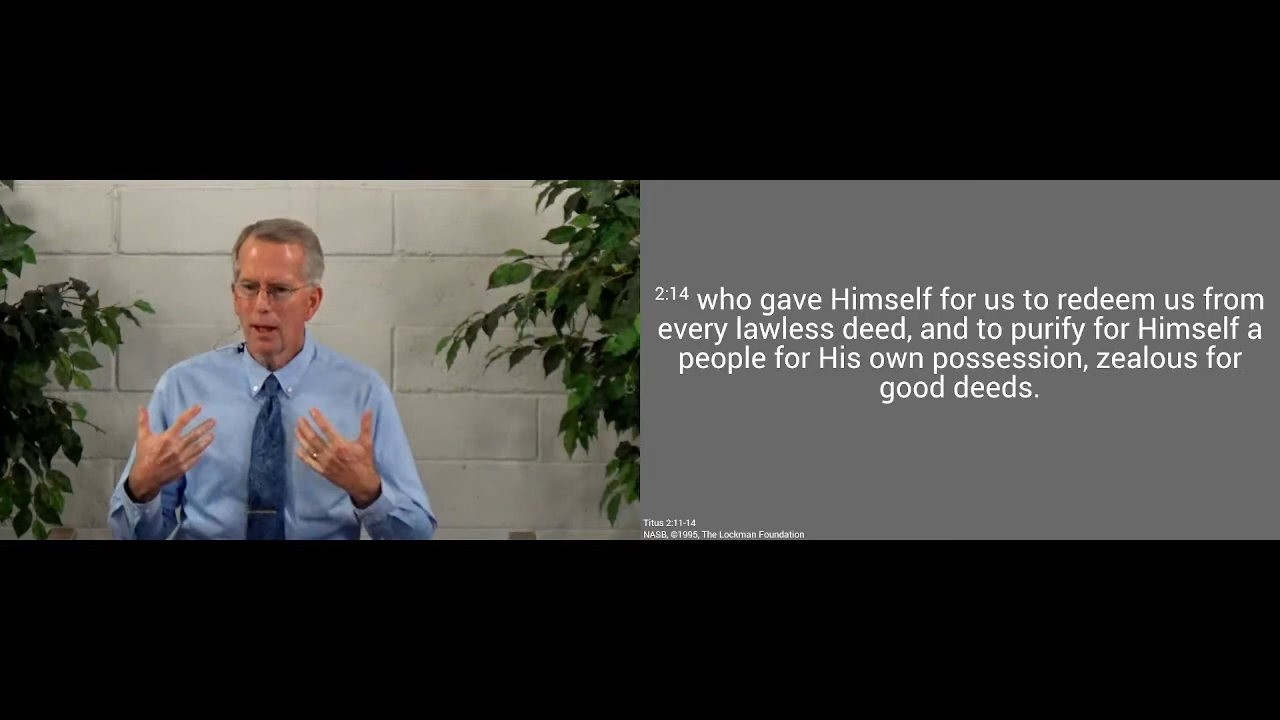 2:14 who gave Himself for us to redeem us from
every lawless deed, and to purify for Himself a
people for His own possession, zealous for
good deeds.
Titus 2:11-14
NASB, ©1995, The Lockman Foundation